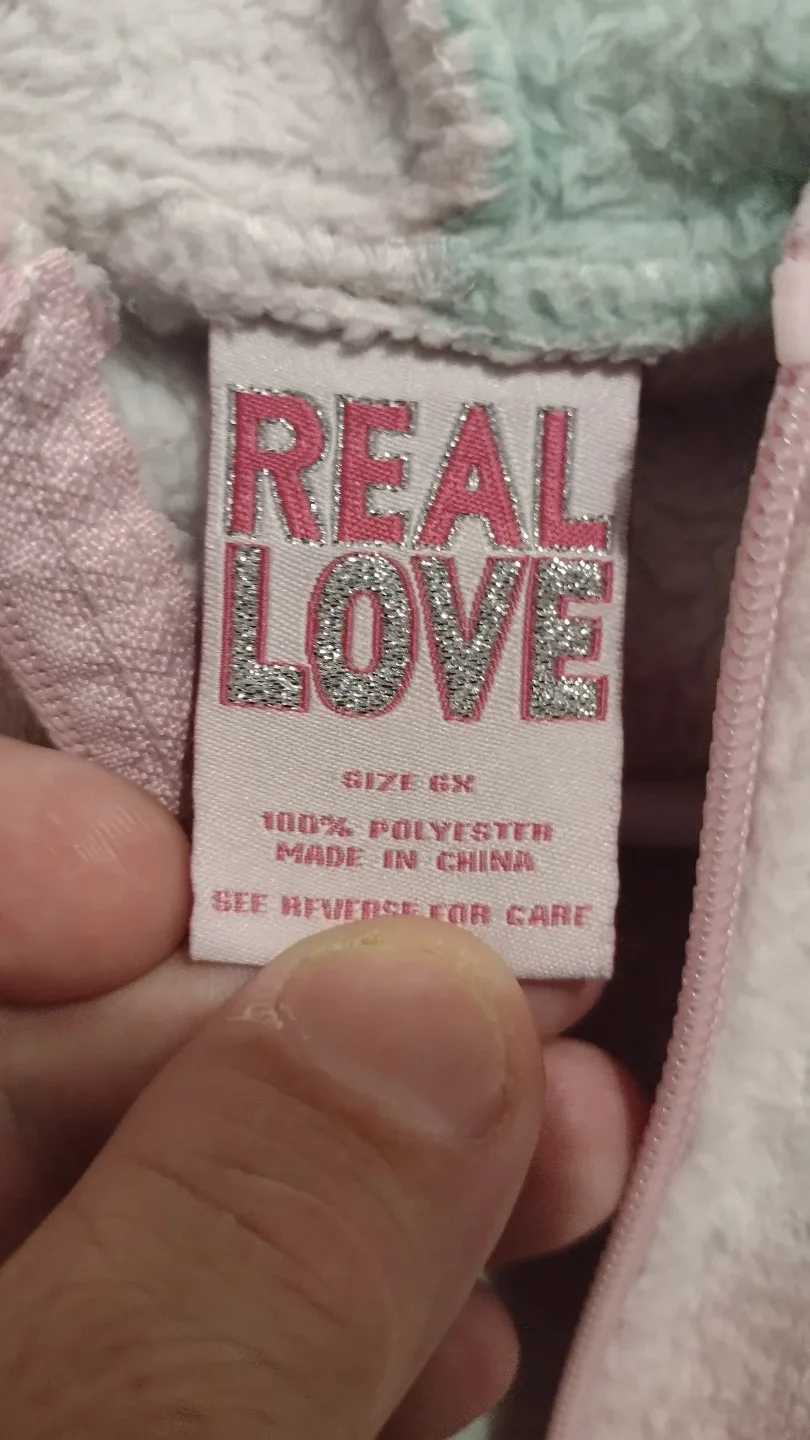 REAL
LOVE
SIZE 6X
100% POLYESTER
MADE IN CHINA
SEE REVERSE FOR CARE